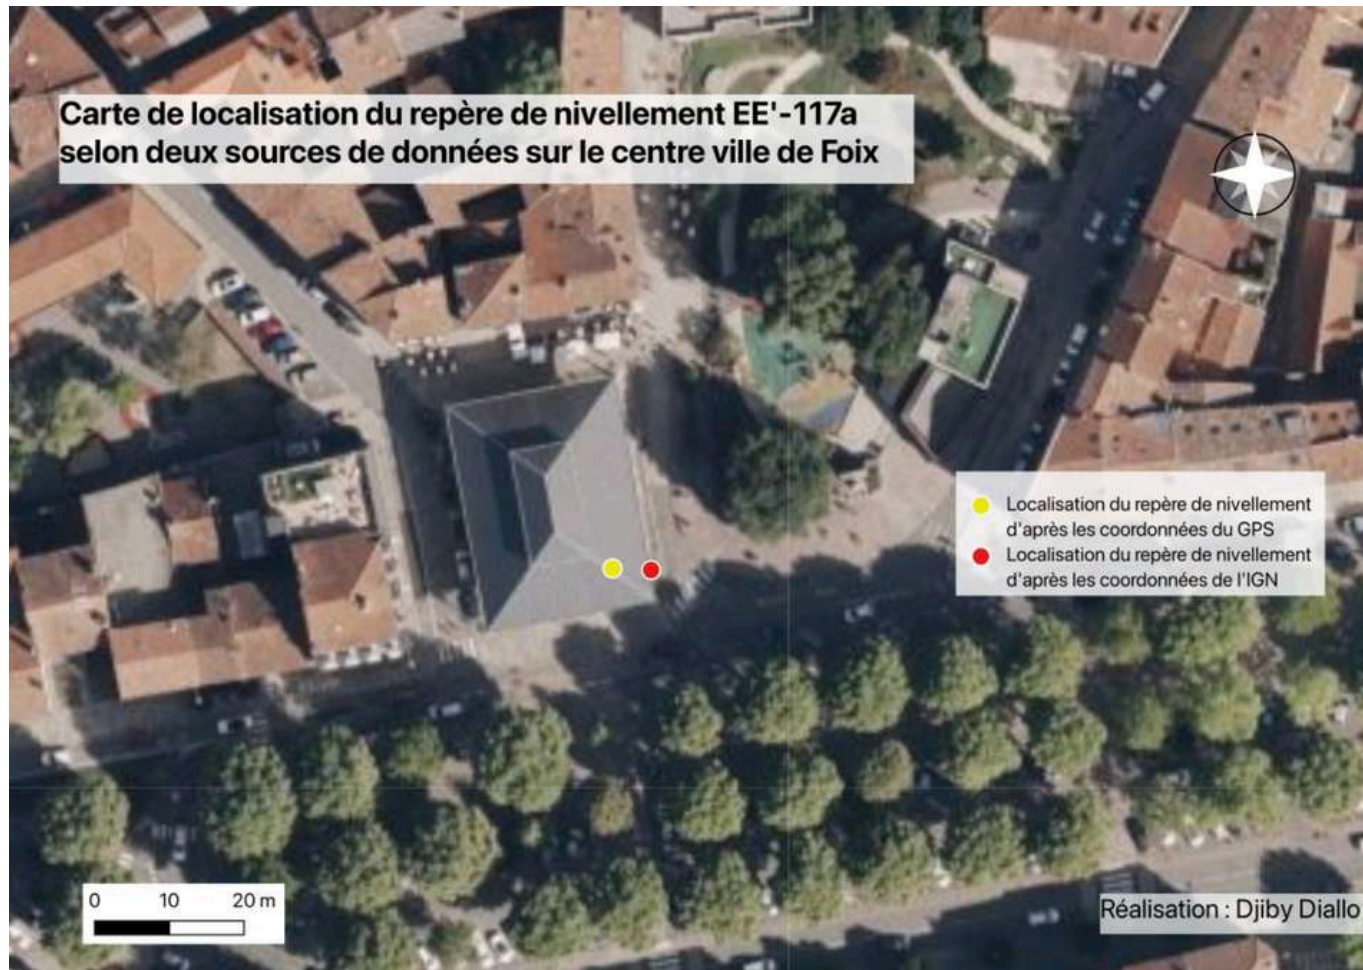 Carte de localisation du repère de nivellement EE'-117a
selon deux sources de données sur le centre ville de Foix
Localisation du repère de nivellement
d'après les coordonnées du GPS
Localisation du repère de nivellement
d'après les coordonnées de l'IGN
0 10 20 m
Réalisation : Djiby Diallo